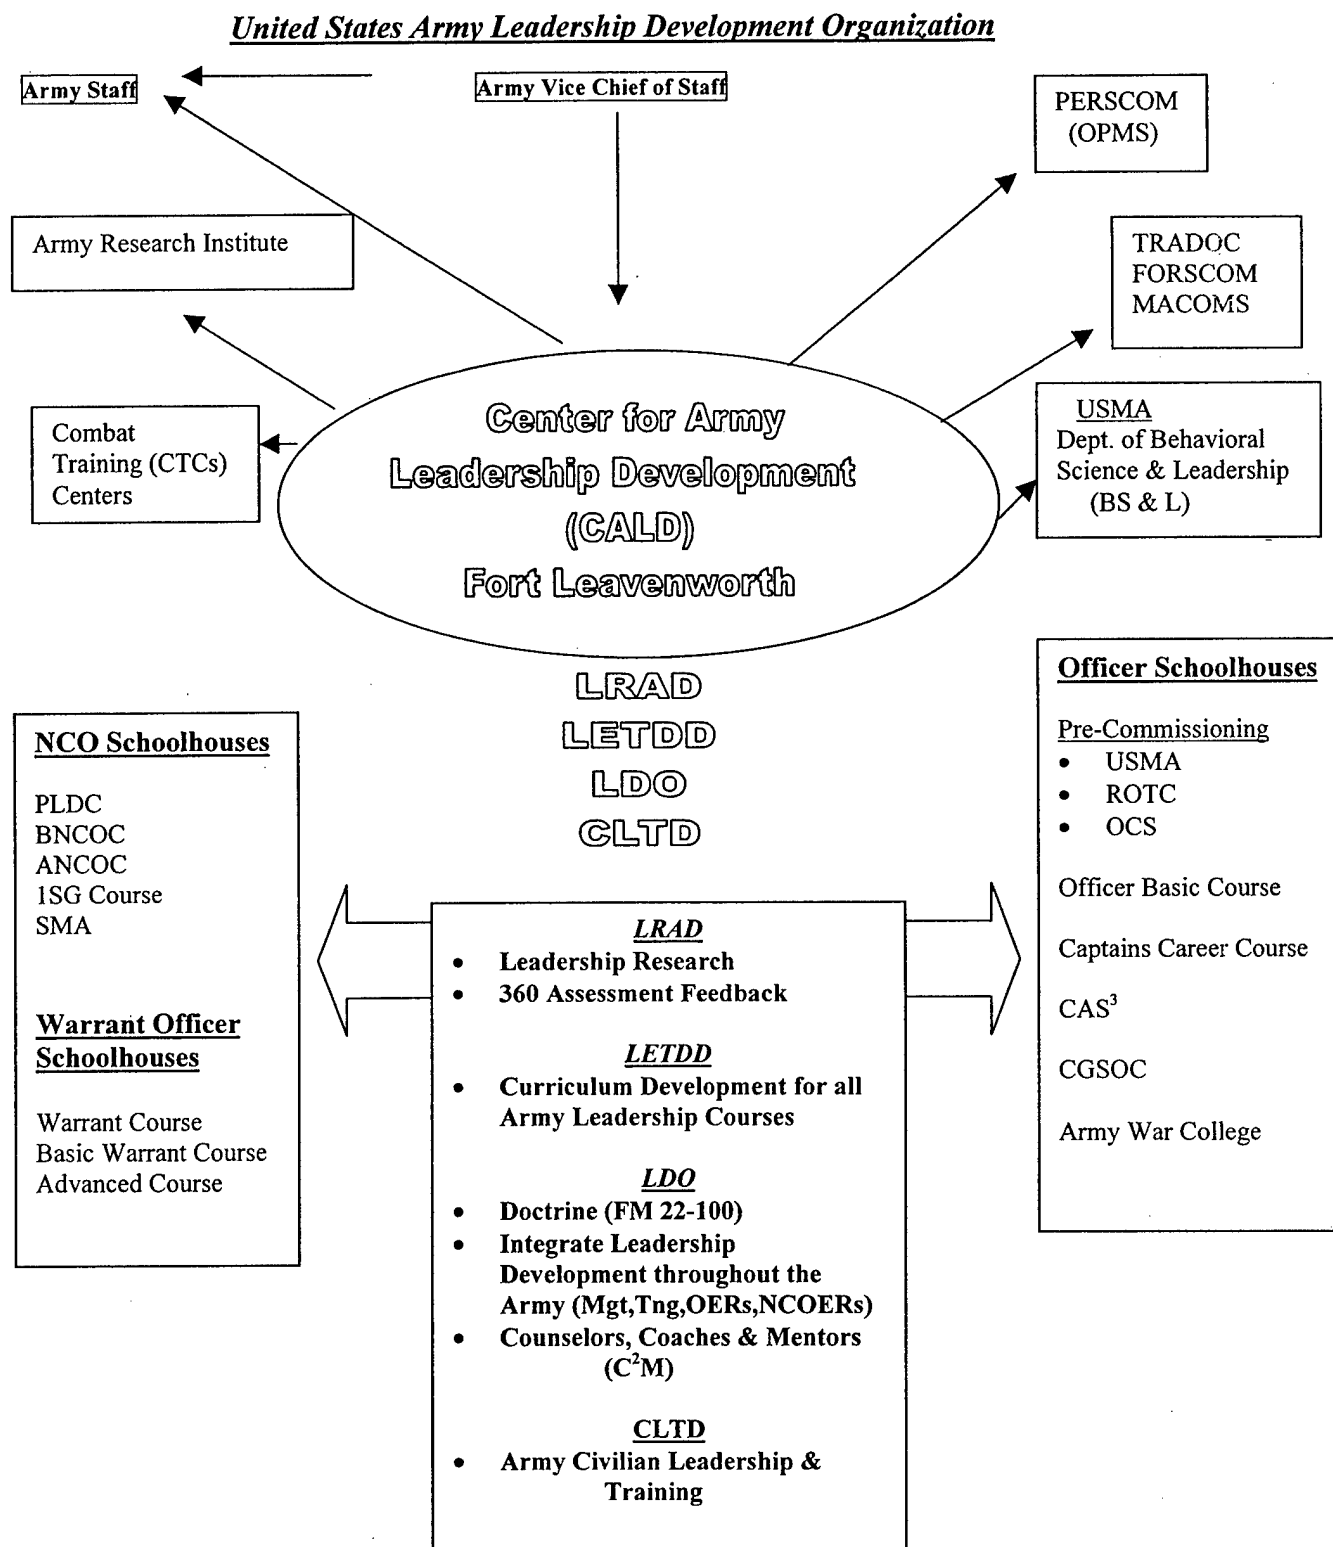 United States Army Leadership Development Organization
Army Staff
Army Vice Chief of Staff
PERSCOM
(OPMS)
Army Research Institute
TRADOC
FORSCOM
MACOMS
Combat
Training (CTCs)
Centers
Center for Army
Leadership Development
(CALD)
Fort Leavenworth
USMA
Dept. of Behavioral
Science & Leadership
(BS & L)
LRAD
LETDD
LDO
CLTD
NCO Schoolhouses
PLDC
BNCOC
ANCOC
1SG Course
SMA
Warrant Officer
Schoolhouses
Warrant Course
Basic Warrant Course
Advanced Course
LRAD
• Leadership Research
• 360 Assessment Feedback
LETDD
• Curriculum Development for all
Army Leadership Courses
LDO
• Doctrine (FM 22-100)
• Integrate Leadership
Development throughout the
Army (Mgt,Tng,OERs,NCOERs)
• Counselors, Coaches & Mentors
(C²M)
CLTD
• Army Civilian Leadership &
Training
Officer Schoolhouses
Pre-Commissioning
• USMA
• ROTC
• OCS
Officer Basic Course
Captains Career Course
CAS³
CGSOC
Army War College